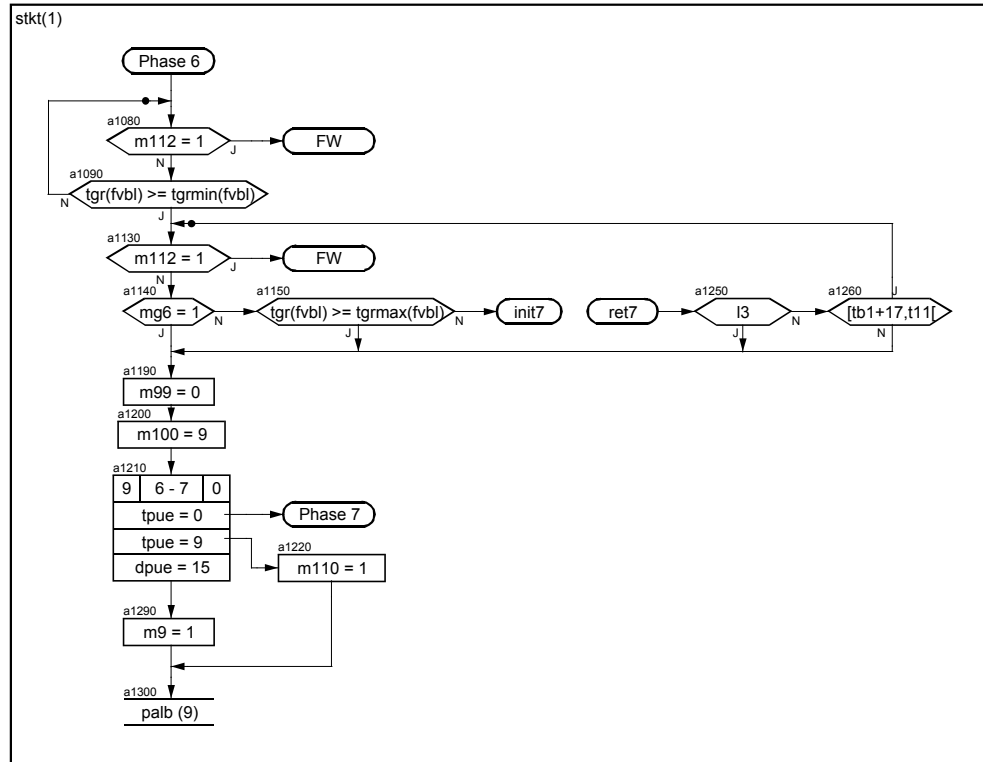 stkt(1)
Phase 6
a1080
m112 = 1
J
FW
N
a1090
tgr(fvbl) >= tgrmin(fvbl)
N
J
a1130
m112 = 1
J
FW
N
a1140
mg6 = 1
N
J
a1150
tgr(fvbl) >= tgrmax(fvbl)
N
J
init7
ret7
a1250
l3
N
J
a1260
J
[tb1+17,t11[
N
a1190
m99 = 0
a1200
m100 = 9
a1210
9 6 - 7 0
tpue = 0
Phase 7
tpue = 9
a1220
m110 = 1
dpue = 15
a1290
m9 = 1
a1300
palb (9)